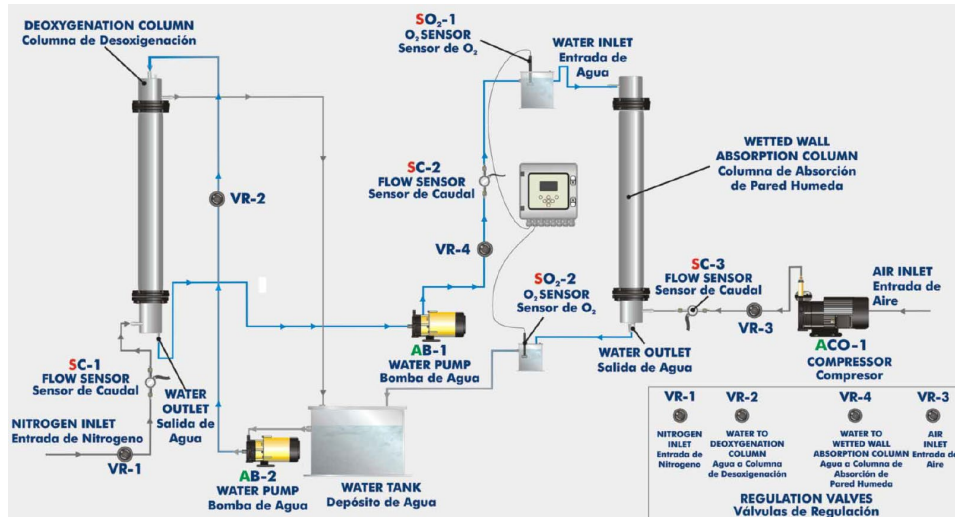 DEOXYGENATION COLUMN
Columna de Desoxigenación
SO₂-1
O₂ SENSOR
Sensor de O₂
WATER INLET
Entrada de
Agua
WETTED WALL
ABSORPTION COLUMN
Columna de Absorción
de Pared Humeda
SC-2
FLOW SENSOR
Sensor de Caudal
VR-2
VR-4
SO₂-2
O₂ SENSOR
Sensor de O₂
SC-3
FLOW SENSOR
Sensor de Caudal
AIR INLET
Entrada de
Aire
VR-3
AB-1
WATER PUMP
Bomba de Agua
WATER OUTLET
Salida de Agua
ACO-1
COMPRESSOR
Compresor
SC-1
FLOW SENSOR
Sensor de Caudal
WATER
OUTLET
Salida de
Agua
NITROGEN INLET
Entrada de Nitrogeno
VR-1
AB-2
WATER PUMP
Bomba de Agua
WATER TANK
Depósito de Agua
VR-1
NITROGEN
INLET
Entrada de
Nitrogeno
VR-2
WATER TO
DEOXYGENATION
COLUMN
Agua a Columna
de Desoxigenación
VR-4
WATER TO
WETTED WALL
ABSORPTION COLUMN
Agua a Columna de
Absorción de
Pared Humeda
VR-3
AIR
INLET
Entrada de
Aire
REGULATION VALVES
Válvulas de Regulación